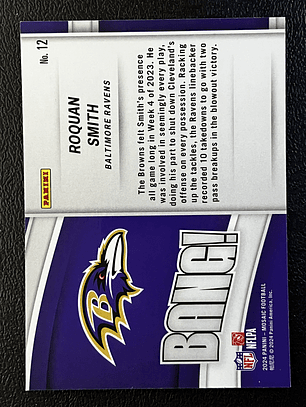 No. 12
ROQUAN
SMITH
BALTIMORE RAVENS
PANINI
The Browns felt Smith's presence
all game long in Week 4 of 2023. He
was involved in seemingly every play,
doing his part to shut down Cleveland's
offense on every possession. Racking
up the tackles, the Ravens linebacker
recorded 10 takedowns to go with two
pass breakups in the blowout victory.
B
BANG!
NFL
NFLPA
2024 PANINI – MOSAIC FOOTBALL
© 2024 Panini America, Inc.